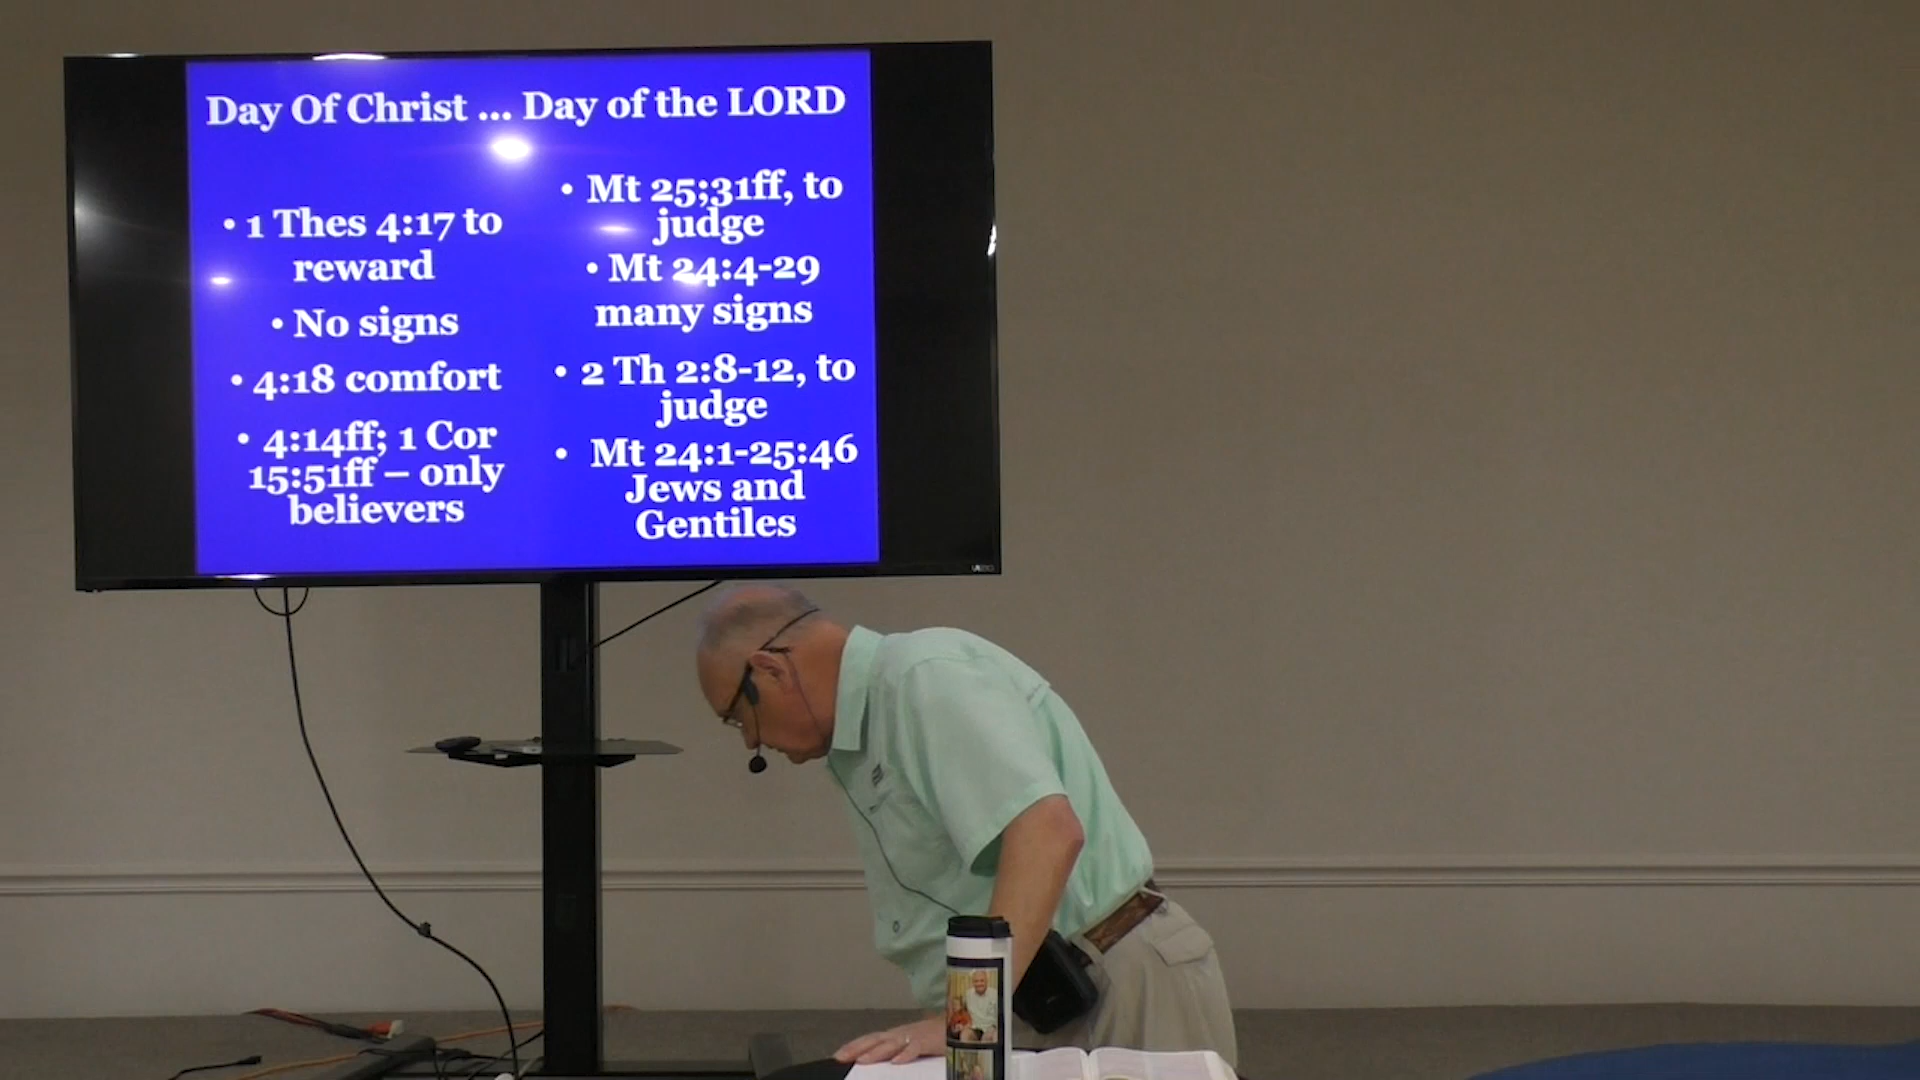 Day Of Christ ... Day of the LORD
• 1 Thes 4:17 to
reward
• No signs
• 4:18 comfort
• 4:14ff; 1 Cor
15:51ff – only
believers
• Mt 25;31ff, to
judge
• Mt 24:4-29
many signs
• 2 Th 2:8-12, to
judge
• Mt 24:1-25:46
Jews and
Gentiles
VIZIO